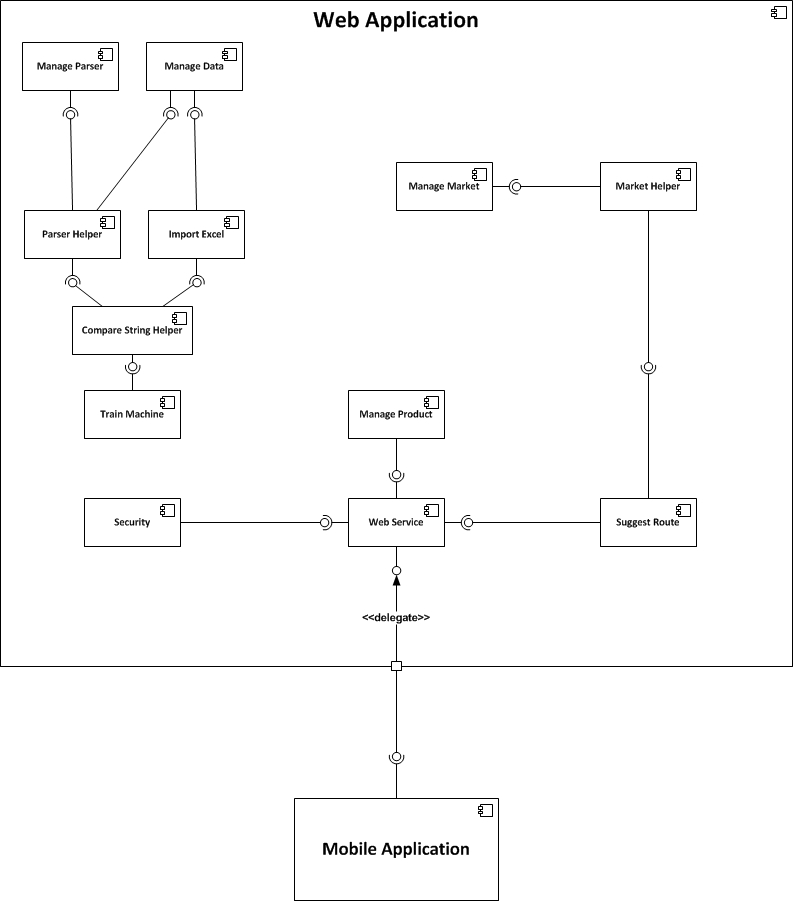 Web Application
Manage Parser
Manage Data
Manage Market
Market Helper
Parser Helper
Import Excel
Compare String Helper
Train Machine
Manage Product
Security
Web Service
Suggest Route
<<delegate>>
Mobile Application